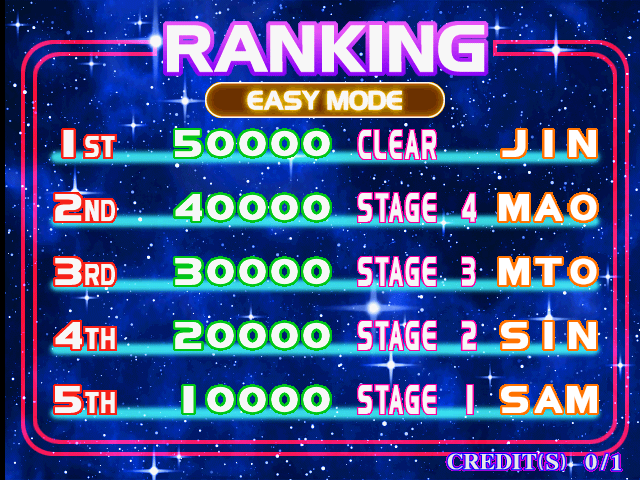 RANKING
EASY MODE
1ST 50000 CLEAR JIN
2ND 40000 STAGE 4 MAO
3RD 30000 STAGE 3 MTO
4TH 20000 STAGE 2 SIN
5TH 10000 STAGE 1 SAM
CREDIT(S) 0/1